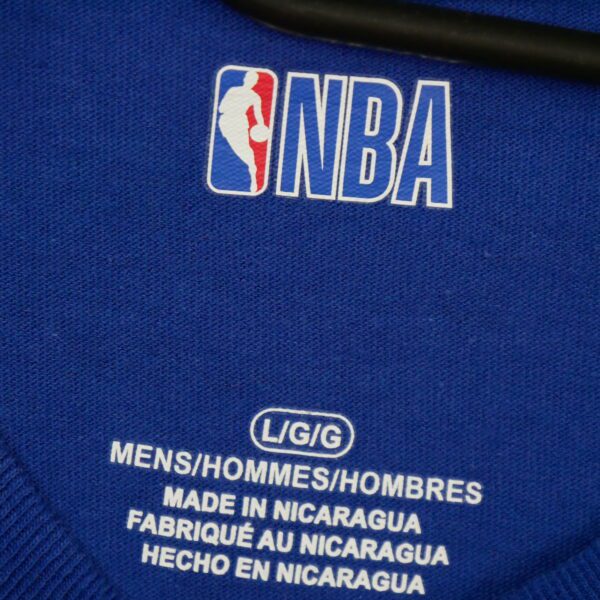 NBA
L/G/G
MENS/HOMMES/HOMBRES
MADE IN NICARAGUA
FABRIQUÉ AU NICARAGUA
HECHO EN NICARAGUA